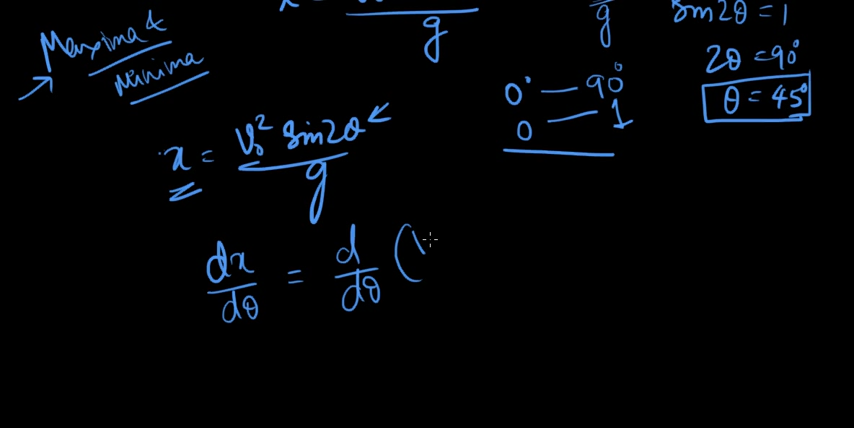 g
g
sin2θ = 1
2θ = 90°
θ = 45°
Maxima &
Minima
0° — 90°
0 — 1
x = V₀² sin2θ / g
dx/dθ = d/dθ (